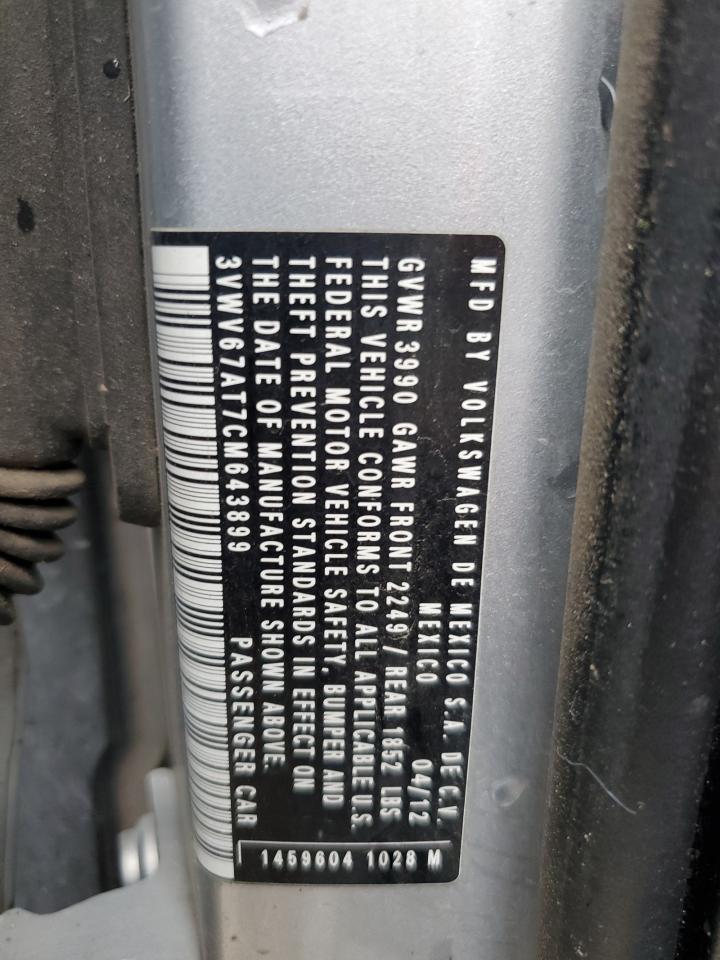 MFD BY VOLKSWAGEN DE MEXICO S.A. DE C.V.
MEXICO 04/12
GVWR 3990 GAWR FRONT 2249 / REAR 1852 LBS
THIS VEHICLE CONFORMS TO ALL APPLICABLE U.S.
FEDERAL MOTOR VEHICLE SAFETY, BUMPER AND
THEFT PREVENTION STANDARDS IN EFFECT ON
THE DATE OF MANUFACTURE SHOWN ABOVE.
3VWV67AT7CM643899 PASSENGER CAR
1459604 1028 M